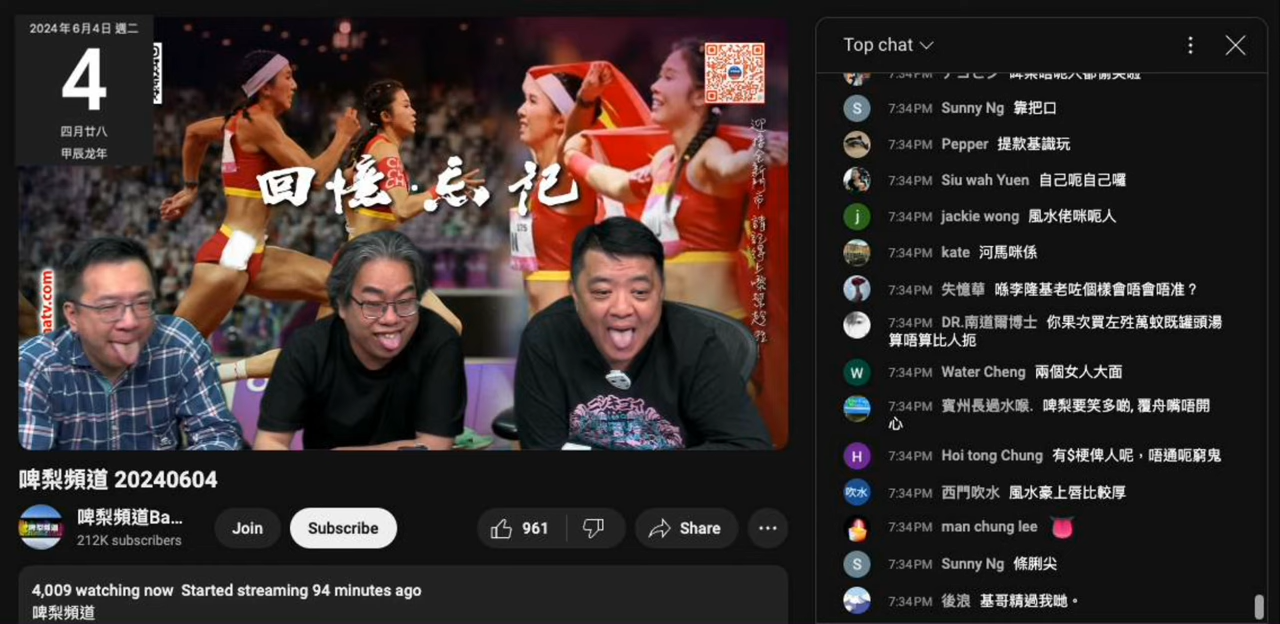 2024年6月4日 週二
4
四月廿八
甲辰龙年
回憶·忘記
natv.com
啤梨頻道 20240604
啤梨頻道Ba...
212K subscribers
Join
Subscribe
961
Share
4,009 watching now Started streaming 94 minutes ago
啤梨頻道
Top chat
7:34 PM Sunny Ng 靠把口
7:34 PM Pepper 提款基識玩
7:34 PM Siu wah Yuen 自己呃自己囉
7:34 PM jackie wong 風水佬咪呃人
7:34 PM kate 河馬咪係
7:34 PM 失憶華 喺李隆基老咗個樣會唔會唔准？
7:34 PM DR.南道爾博士 你果次買左兂萬蚊既罐頭湯
算唔算比人扼
7:34 PM Water Cheng 兩個女人大面
7:34 PM 賓州長過水喉. 啤梨要笑多啲, 覆舟嘴唔開
心
7:34 PM Hoi tong Chung 有$梗俾人呢，唔通呃窮鬼
7:34 PM 西門吹水 風水豪上唇比較厚
7:34 PM man chung lee
7:34 PM Sunny Ng 條脷尖
7:34 PM 後浪 基哥精過我哋。
吹水